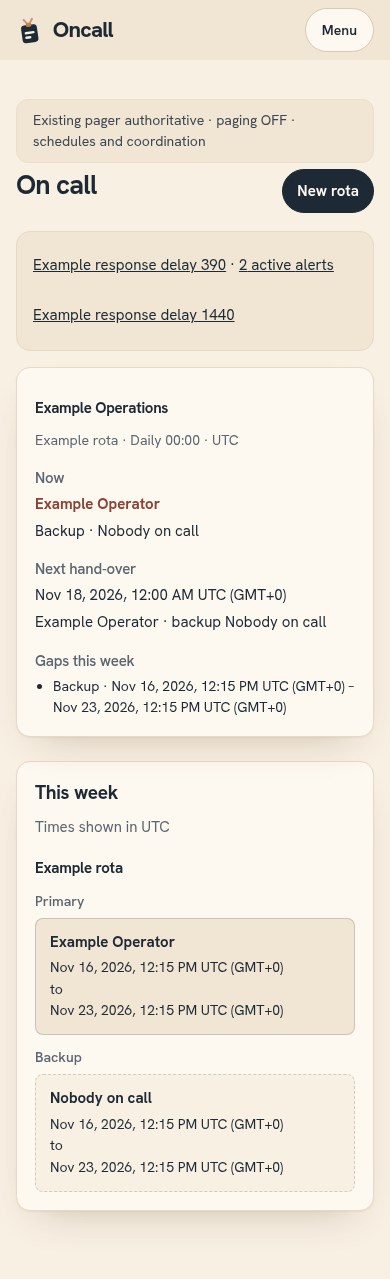 Oncall
Menu
Existing pager authoritative · paging OFF ·
schedules and coordination
On call
New rota
Example response delay 390 · 2 active alerts
Example response delay 1440
Example Operations
Example rota · Daily 00:00 · UTC
Now
Example Operator
Backup · Nobody on call
Next hand-over
Nov 18, 2026, 12:00 AM UTC (GMT+0)
Example Operator · backup Nobody on call
Gaps this week
• Backup · Nov 16, 2026, 12:15 PM UTC (GMT+0) –
Nov 23, 2026, 12:15 PM UTC (GMT+0)
This week
Times shown in UTC
Example rota
Primary
Example Operator
Nov 16, 2026, 12:15 PM UTC (GMT+0)
to
Nov 23, 2026, 12:15 PM UTC (GMT+0)
Backup
Nobody on call
Nov 16, 2026, 12:15 PM UTC (GMT+0)
to
Nov 23, 2026, 12:15 PM UTC (GMT+0)